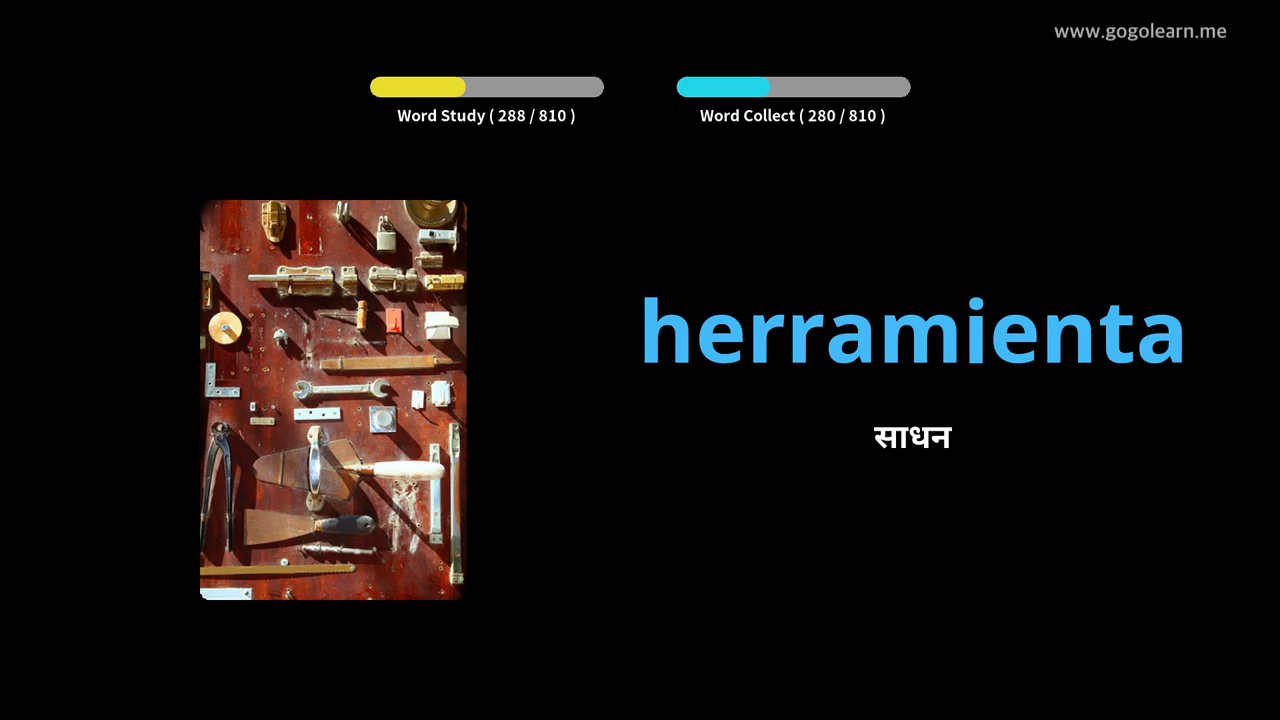 www.gogolearn.me
Word Study ( 288 / 810 )
Word Collect ( 280 / 810 )
herramienta
साधन